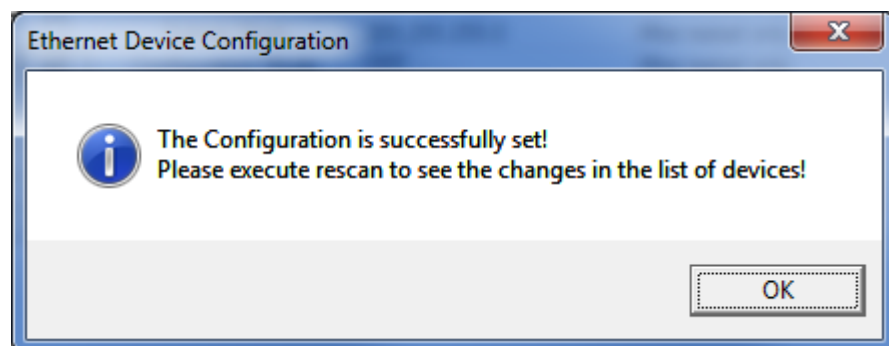 Ethernet Device Configuration
The Configuration is successfully set!
Please execute rescan to see the changes in the list of devices!
OK